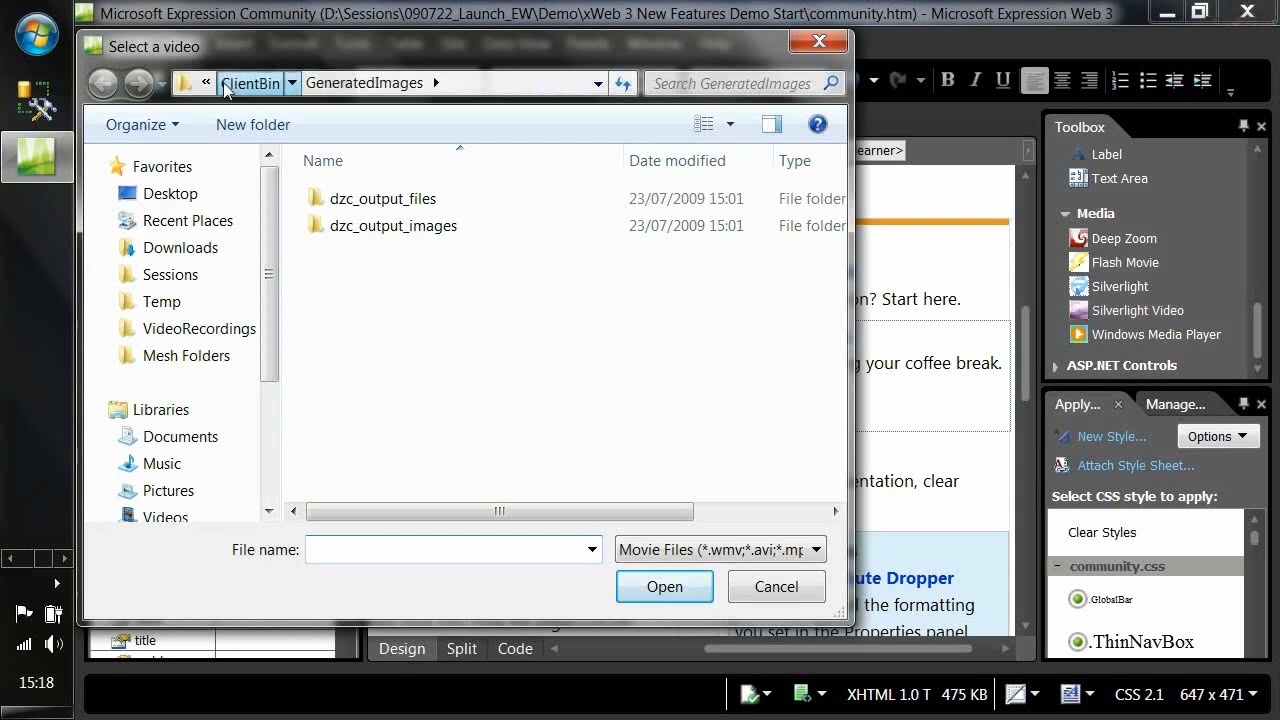 Microsoft Expression Community (D:\Sessions\090722_Launch_EW\Demo\xWeb 3 New Features Demo Start\community.htm) - Microsoft Expression Web 3
Select a video
« ClientBin GeneratedImages
Search GeneratedImages
Organize
New folder
Name
Date modified
Type
dzc_output_files 23/07/2009 15:01 File folder
dzc_output_images 23/07/2009 15:01 File folder
Favorites
Desktop
Recent Places
Downloads
Sessions
Temp
VideoRecordings
Mesh Folders
Libraries
Documents
Music
Pictures
Videos
File name:
Movie Files (*.wmv;*.avi;*.mp
Open
Cancel
B I U
earner>
on? Start here.
your coffee break.
entation, clear
ute Dropper
the formatting
you set in the Properties panel
Toolbox
Label
Text Area
Media
Deep Zoom
Flash Movie
Silverlight
Silverlight Video
Windows Media Player
ASP.NET Controls
Apply...
Manage...
New Style...
Options
Attach Style Sheet...
Select CSS style to apply:
Clear Styles
community.css
.GlobalBar
.ThinNavBox
title
Design
Split
Code
15:18
XHTML 1.0 T
475 KB
CSS 2.1
647 x 471